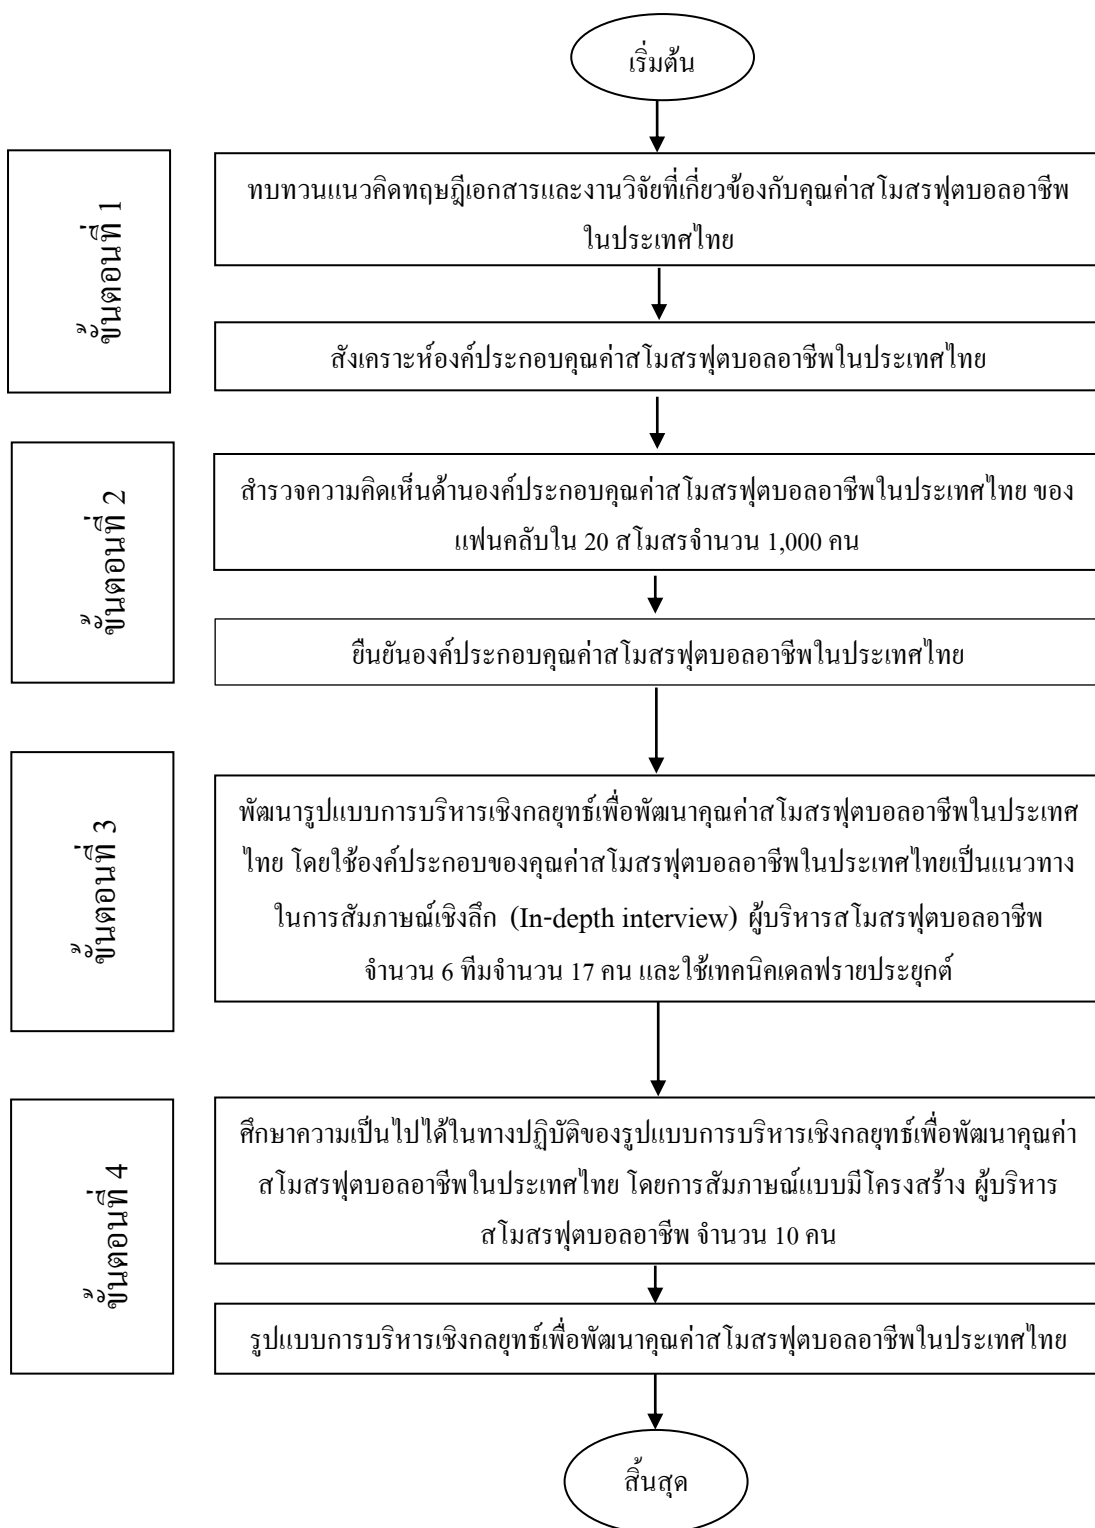 เริ่มต้น
ขั้นตอนที่ 1
ทบทวนแนวคิดทฤษฎีเอกสารและงานวิจัยที่เกี่ยวข้องกับคุณค่าสโมสรฟุตบอลอาชีพ
ในประเทศไทย
สังเคราะห์องค์ประกอบคุณค่าสโมสรฟุตบอลอาชีพในประเทศไทย
ขั้นตอนที่ 2
สำรวจความคิดเห็นด้านองค์ประกอบคุณค่าสโมสรฟุตบอลอาชีพในประเทศไทย ของ
แฟนคลับใน 20 สโมสรจำนวน 1,000 คน
ยืนยันองค์ประกอบคุณค่าสโมสรฟุตบอลอาชีพในประเทศไทย
ขั้นตอนที่ 3
พัฒนารูปแบบการบริหารเชิงกลยุทธ์เพื่อพัฒนาคุณค่าสโมสรฟุตบอลอาชีพในประเทศ
ไทย โดยใช้องค์ประกอบของคุณค่าสโมสรฟุตบอลอาชีพในประเทศไทยเป็นแนวทาง
ในการสัมภาษณ์เชิงลึก (In-depth interview) ผู้บริหารสโมสรฟุตบอลอาชีพ
จำนวน 6 ทีมจำนวน 17 คน และใช้เทคนิคเดลฟรายประยุกต์
ขั้นตอนที่ 4
ศึกษาความเป็นไปได้ในทางปฏิบัติของรูปแบบการบริหารเชิงกลยุทธ์เพื่อพัฒนาคุณค่า
สโมสรฟุตบอลอาชีพในประเทศไทย โดยการสัมภาษณ์แบบมีโครงสร้าง ผู้บริหาร
สโมสรฟุตบอลอาชีพ จำนวน 10 คน
รูปแบบการบริหารเชิงกลยุทธ์เพื่อพัฒนาคุณค่าสโมสรฟุตบอลอาชีพในประเทศไทย
สิ้นสุด